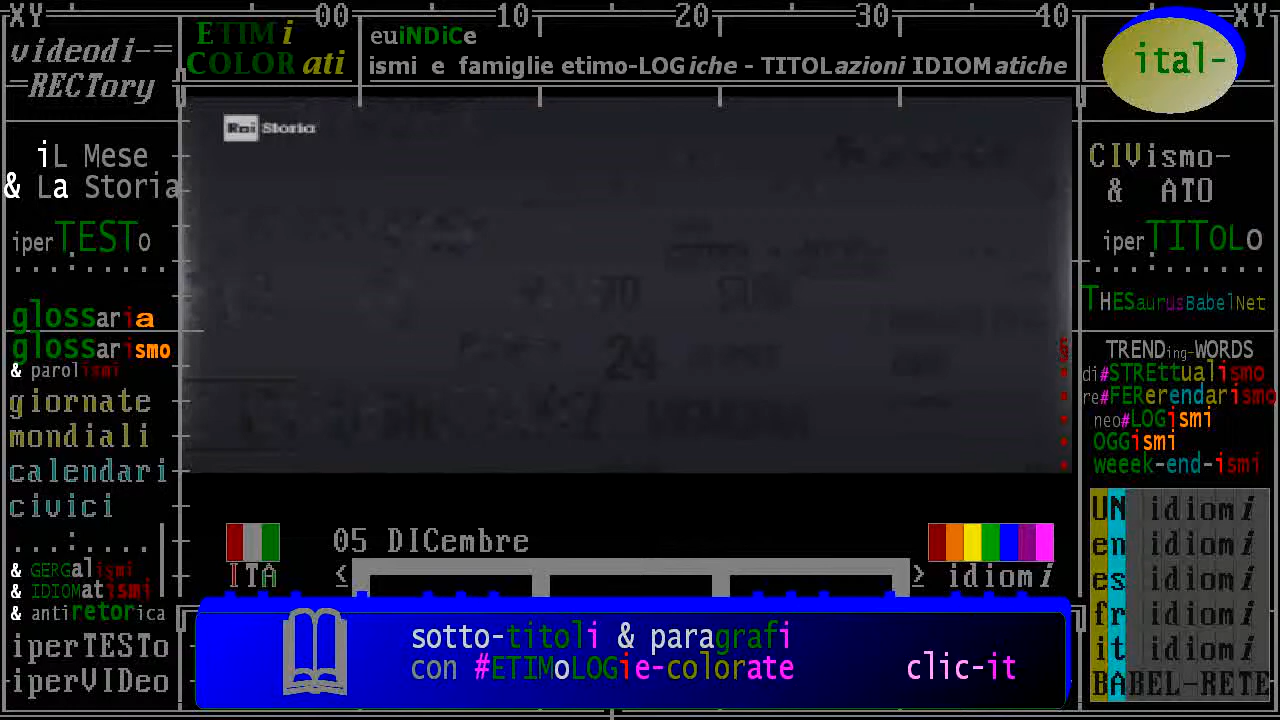 XY 00 10 20 30 40 XY
videodi-=
=RECTory
ETIMi
COLORati
euiNDiCe
ismi e famiglie etimo-LOGiche - TITOLazioni IDIOMatiche
ital-
Rai Storia
iL Mese
& La Storia
iperTESTo
glossaria
glossarismo
& parolismi
giornate
mondiali
calendari
civici
& GERGalismi
& IDIOMatismi
& antiretorica
iperTESTo
iperVIDeo
24
CIVismo-
& ATO
iperTIToLO
THESaurusBabelNet
TRENDing-WORDS
di#STREttualismo
re#FERerendarismo
neo#LOGismi
OGGismi
weeek-end-ismi
UN idiomi
en idiomi
es idiomi
fr idiomi
it idiomi
BABEL-RETE
05 DICembre
ITA < > idiomi
sotto-titoli & paragrafi
con #ETIMoLOGie-colorate clic-it